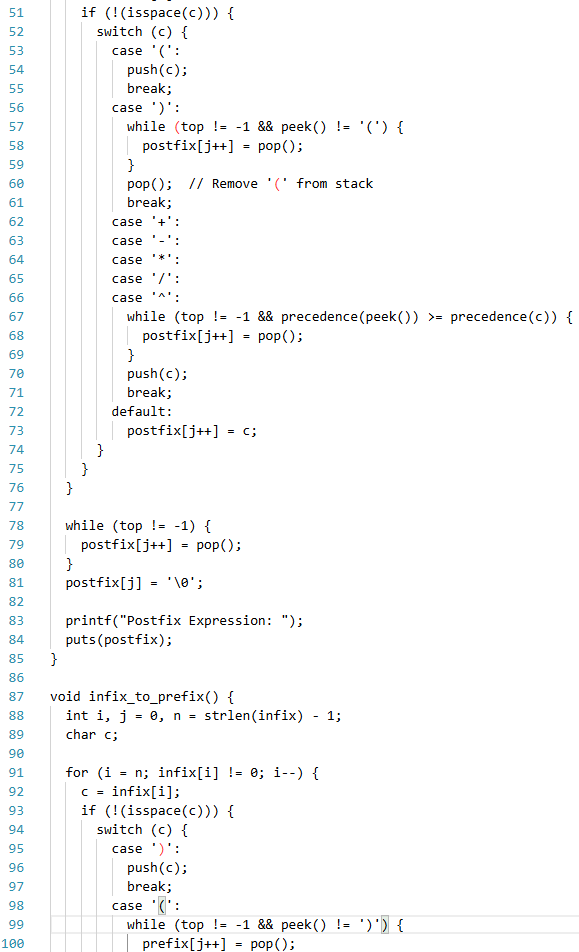 51 if (!(isspace(c))) {
52 switch (c) {
53 case '(':
54 push(c);
55 break;
56 case ')':
57 while (top != -1 && peek() != '(') {
58 postfix[j++] = pop();
59 }
60 pop();  // Remove '(' from stack
61 break;
62 case '+':
63 case '-':
64 case '*':
65 case '/':
66 case '^':
67 while (top != -1 && precedence(peek()) >= precedence(c)) {
68 postfix[j++] = pop();
69 }
70 push(c);
71 break;
72 default:
73 postfix[j++] = c;
74 }
75 }
76 }
77
78 while (top != -1) {
79 postfix[j++] = pop();
80 }
81 postfix[j] = '\0';
82
83 printf("Postfix Expression: ");
84 puts(postfix);
85 }
86
87 void infix_to_prefix() {
88 int i, j = 0, n = strlen(infix) - 1;
89 char c;
90
91 for (i = n; infix[i] != 0; i--) {
92 c = infix[i];
93 if (!(isspace(c))) {
94 switch (c) {
95 case ')':
96 push(c);
97 break;
98 case '(':
99 while (top != -1 && peek() != ')') {
100 prefix[j++] = pop();